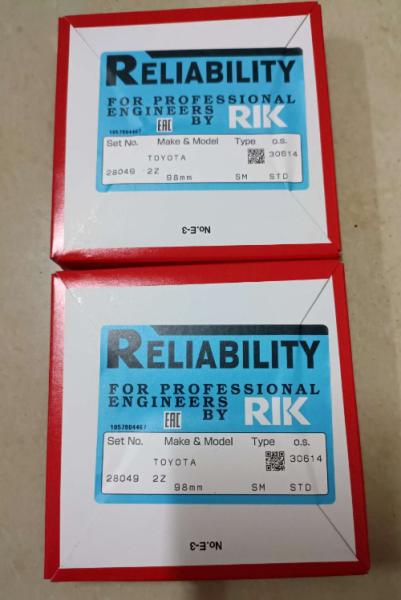 RELIABILITY
FOR PROFESSIONAL
ENGINEERS
BY RIK
EAC
1057804467
Set No. Make & Model Type o.s.
TOYOTA 30614
28049 2Z
98mm SM STD
No.E-3
RELIABILITY
FOR PROFESSIONAL
ENGINEERS
BY RIK
EAC
1057804467
Set No. Make & Model Type o.s.
TOYOTA 30614
28049 2Z
98mm SM STD
No.E-3